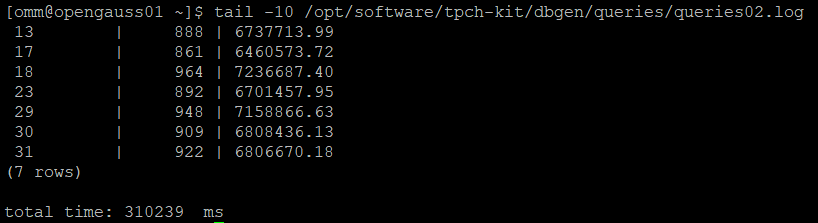 [omm@opengauss01 ~]$ tail -10 /opt/software/tpch-kit/dbgen/queries/queries02.log
 13        |      888 | 6737713.99
 17        |      861 | 6460573.72
 18        |      964 | 7236687.40
 23        |      892 | 6701457.95
 29        |      948 | 7158866.63
 30        |      909 | 6808436.13
 31        |      922 | 6806670.18
(7 rows)

total time: 310239  ms